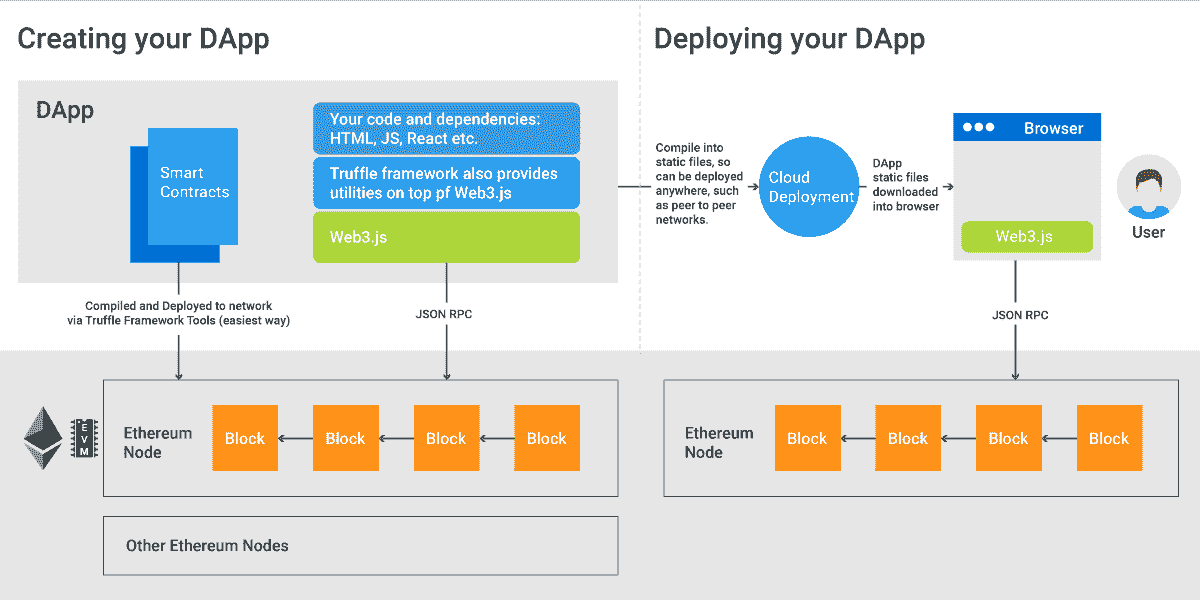 Creating your DApp
DApp
Smart
Contracts
Your code and dependencies:
HTML, JS, React etc.
Truffle framework also provides
utilities on top pf Web3.js
Web3.js
Compiled and Deployed to network
via Truffle Framework Tools (easiest way)
JSON RPC
EVM
Ethereum
Node
Block
Block
Block
Block
Other Ethereum Nodes
Deploying your DApp
Compile into
static files, so
can be deployed
anywhere, such
as peer to peer
networks.
Cloud
Deployment
DApp
static files
downloaded
into browser
Browser
Web3.js
User
JSON RPC
Ethereum
Node
Block
Block
Block
Block